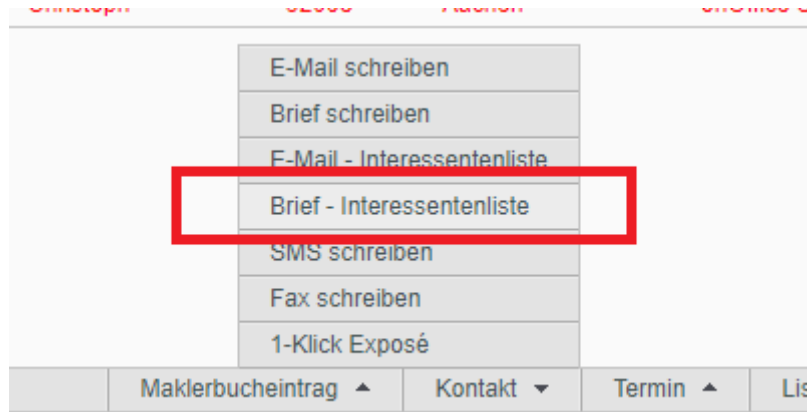 E-Mail schreiben
Brief schreiben
E-Mail - Interessentenliste
Brief - Interessentenliste
SMS schreiben
Fax schreiben
1-Klick Exposé
Maklerbucheintrag ▲ Kontakt ▼ Termin ▲